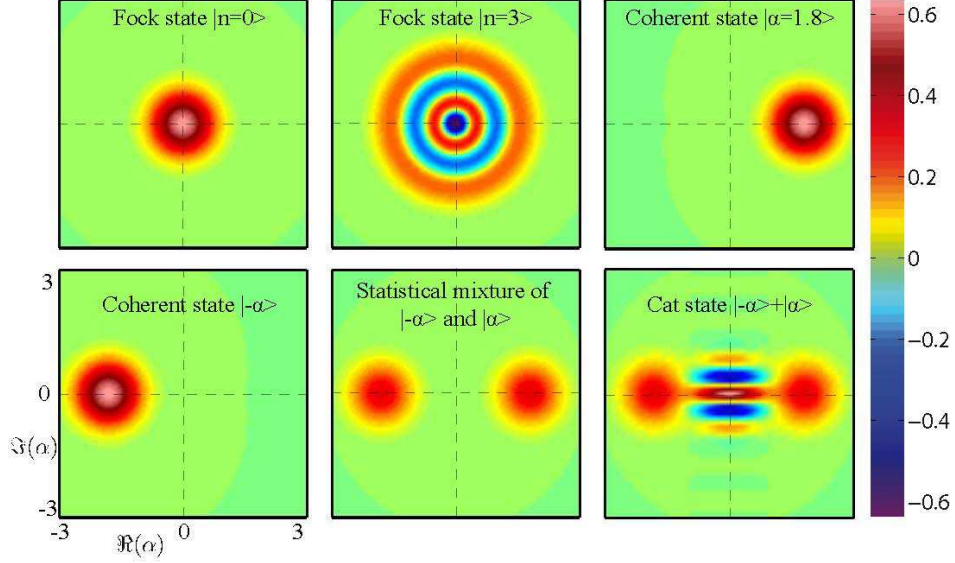 Fock state |n=0>
Fock state |n=3>
Coherent state |α=1.8>
0.6
0.4
0.2
0
-0.2
-0.4
-0.6
Coherent state |-α>
Statistical mixture of
|-α> and |α>
Cat state |-α>+|α>
3
0
-3
ℑ(α)
-3
0
3
ℜ(α)